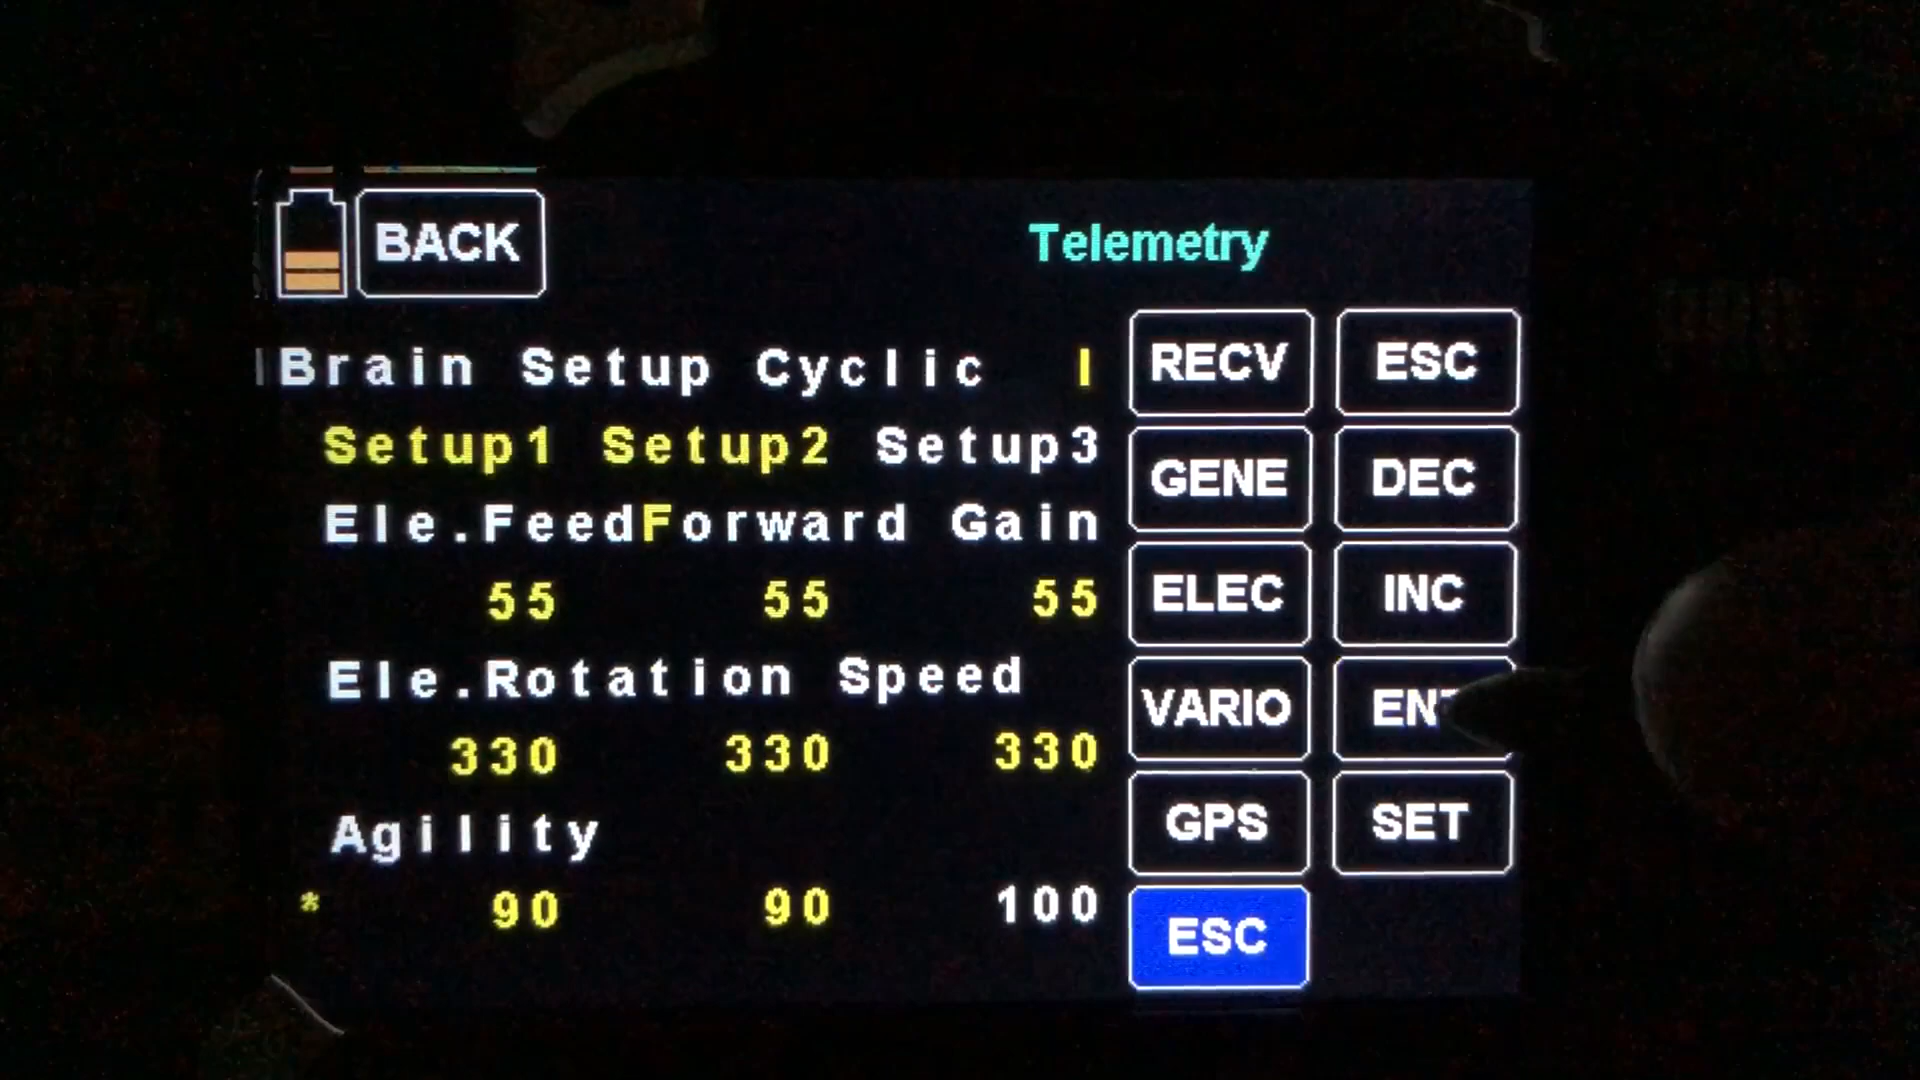 BACK
Telemetry
Brain Setup Cyclic I
Setup1 Setup2 Setup3
Ele.FeedForward Gain
55 55 55
Ele.Rotation Speed
330 330 330
Agility
* 90 90 100
RECV ESC
GENE DEC
ELEC INC
VARIO ENT
GPS SET
ESC